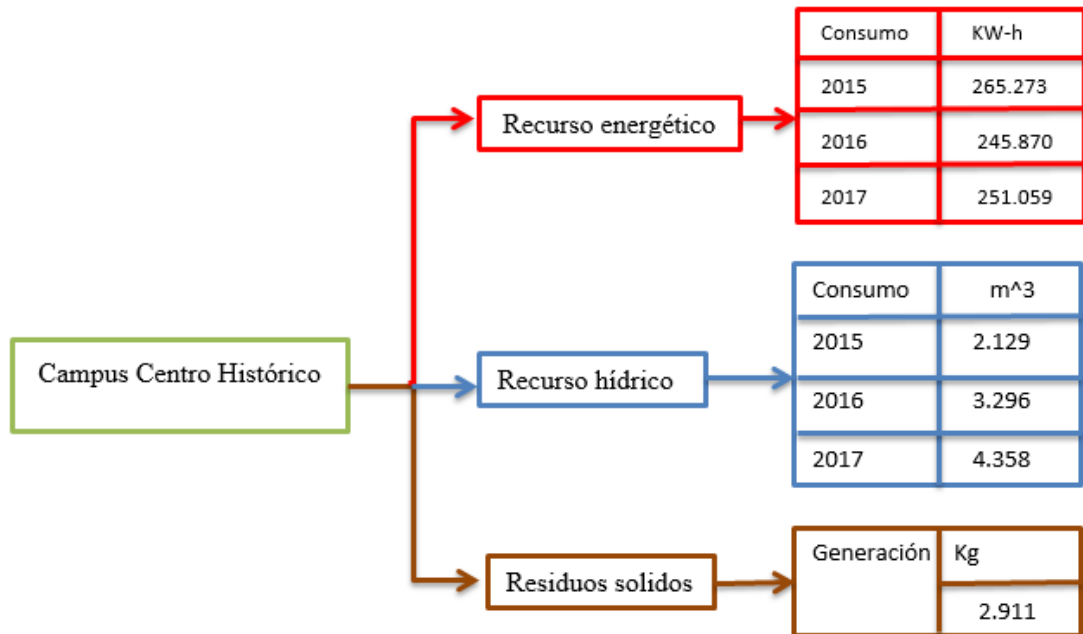 Campus Centro Histórico
Recurso energético
Consumo KW-h
2015 265.273
2016 245.870
2017 251.059
Recurso hídrico
Consumo m^3
2015 2.129
2016 3.296
2017 4.358
Residuos solidos
Generación Kg
2.911